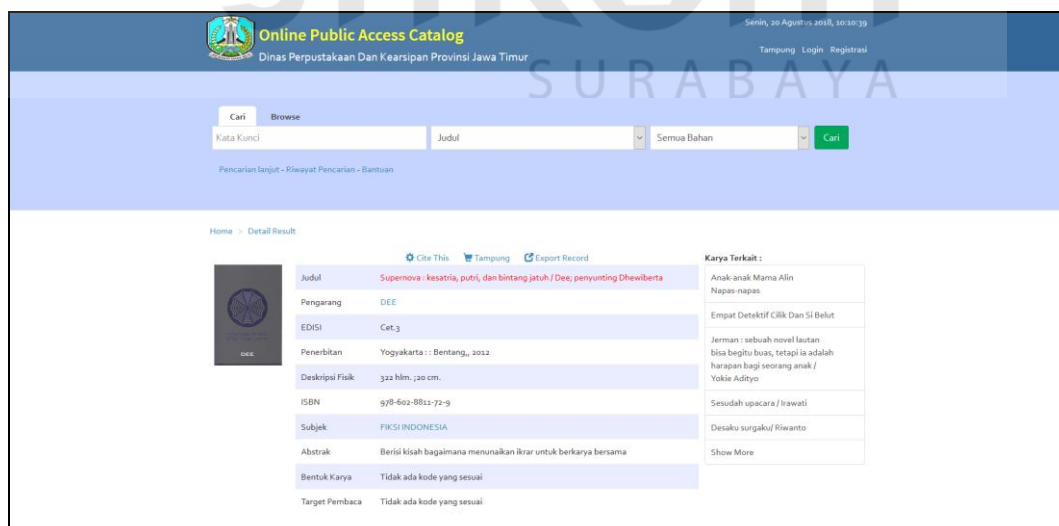 Online Public Access Catalog
Dinas Perpustakaan Dan Kearsipan Provinsi Jawa Timur
Senin, 20 Agustus 2018, 10:10:39
Tampung Login Registrasi
SURABAYA
Cari Browse
Kata Kunci Judul Semua Bahan Cari
Pencarian lanjut - Riwayat Pencarian - Bantuan
Home > Detail Result
Cite This Tampung Export Record
Judul Supernova : kesatria, putri, dan bintang jatuh / Dee; penyunting Dhewiberta
Pengarang DEE
EDISI Cet.3
Penerbitan Yogyakarta : : Bentang,, 2012
Deskripsi Fisik 322 hlm. ;20 cm.
ISBN 978-602-8811-72-9
Subjek FIKSI INDONESIA
Abstrak Berisi kisah bagaimana menunaikan ikrar untuk berkarya bersama
Bentuk Karya Tidak ada kode yang sesuai
Target Pembaca Tidak ada kode yang sesuai
DEE
Karya Terkait :
Anak-anak Mama Alin
Napas-napas
Empat Detektif Cilik Dan Si Belut
Jerman : sebuah novel lautan
bisa begitu buas, tetapi ia adalah
harapan bagi seorang anak /
Yokie Adityo
Sesudah upacara / Irawati
Desaku surgaku/ Riwanto
Show More